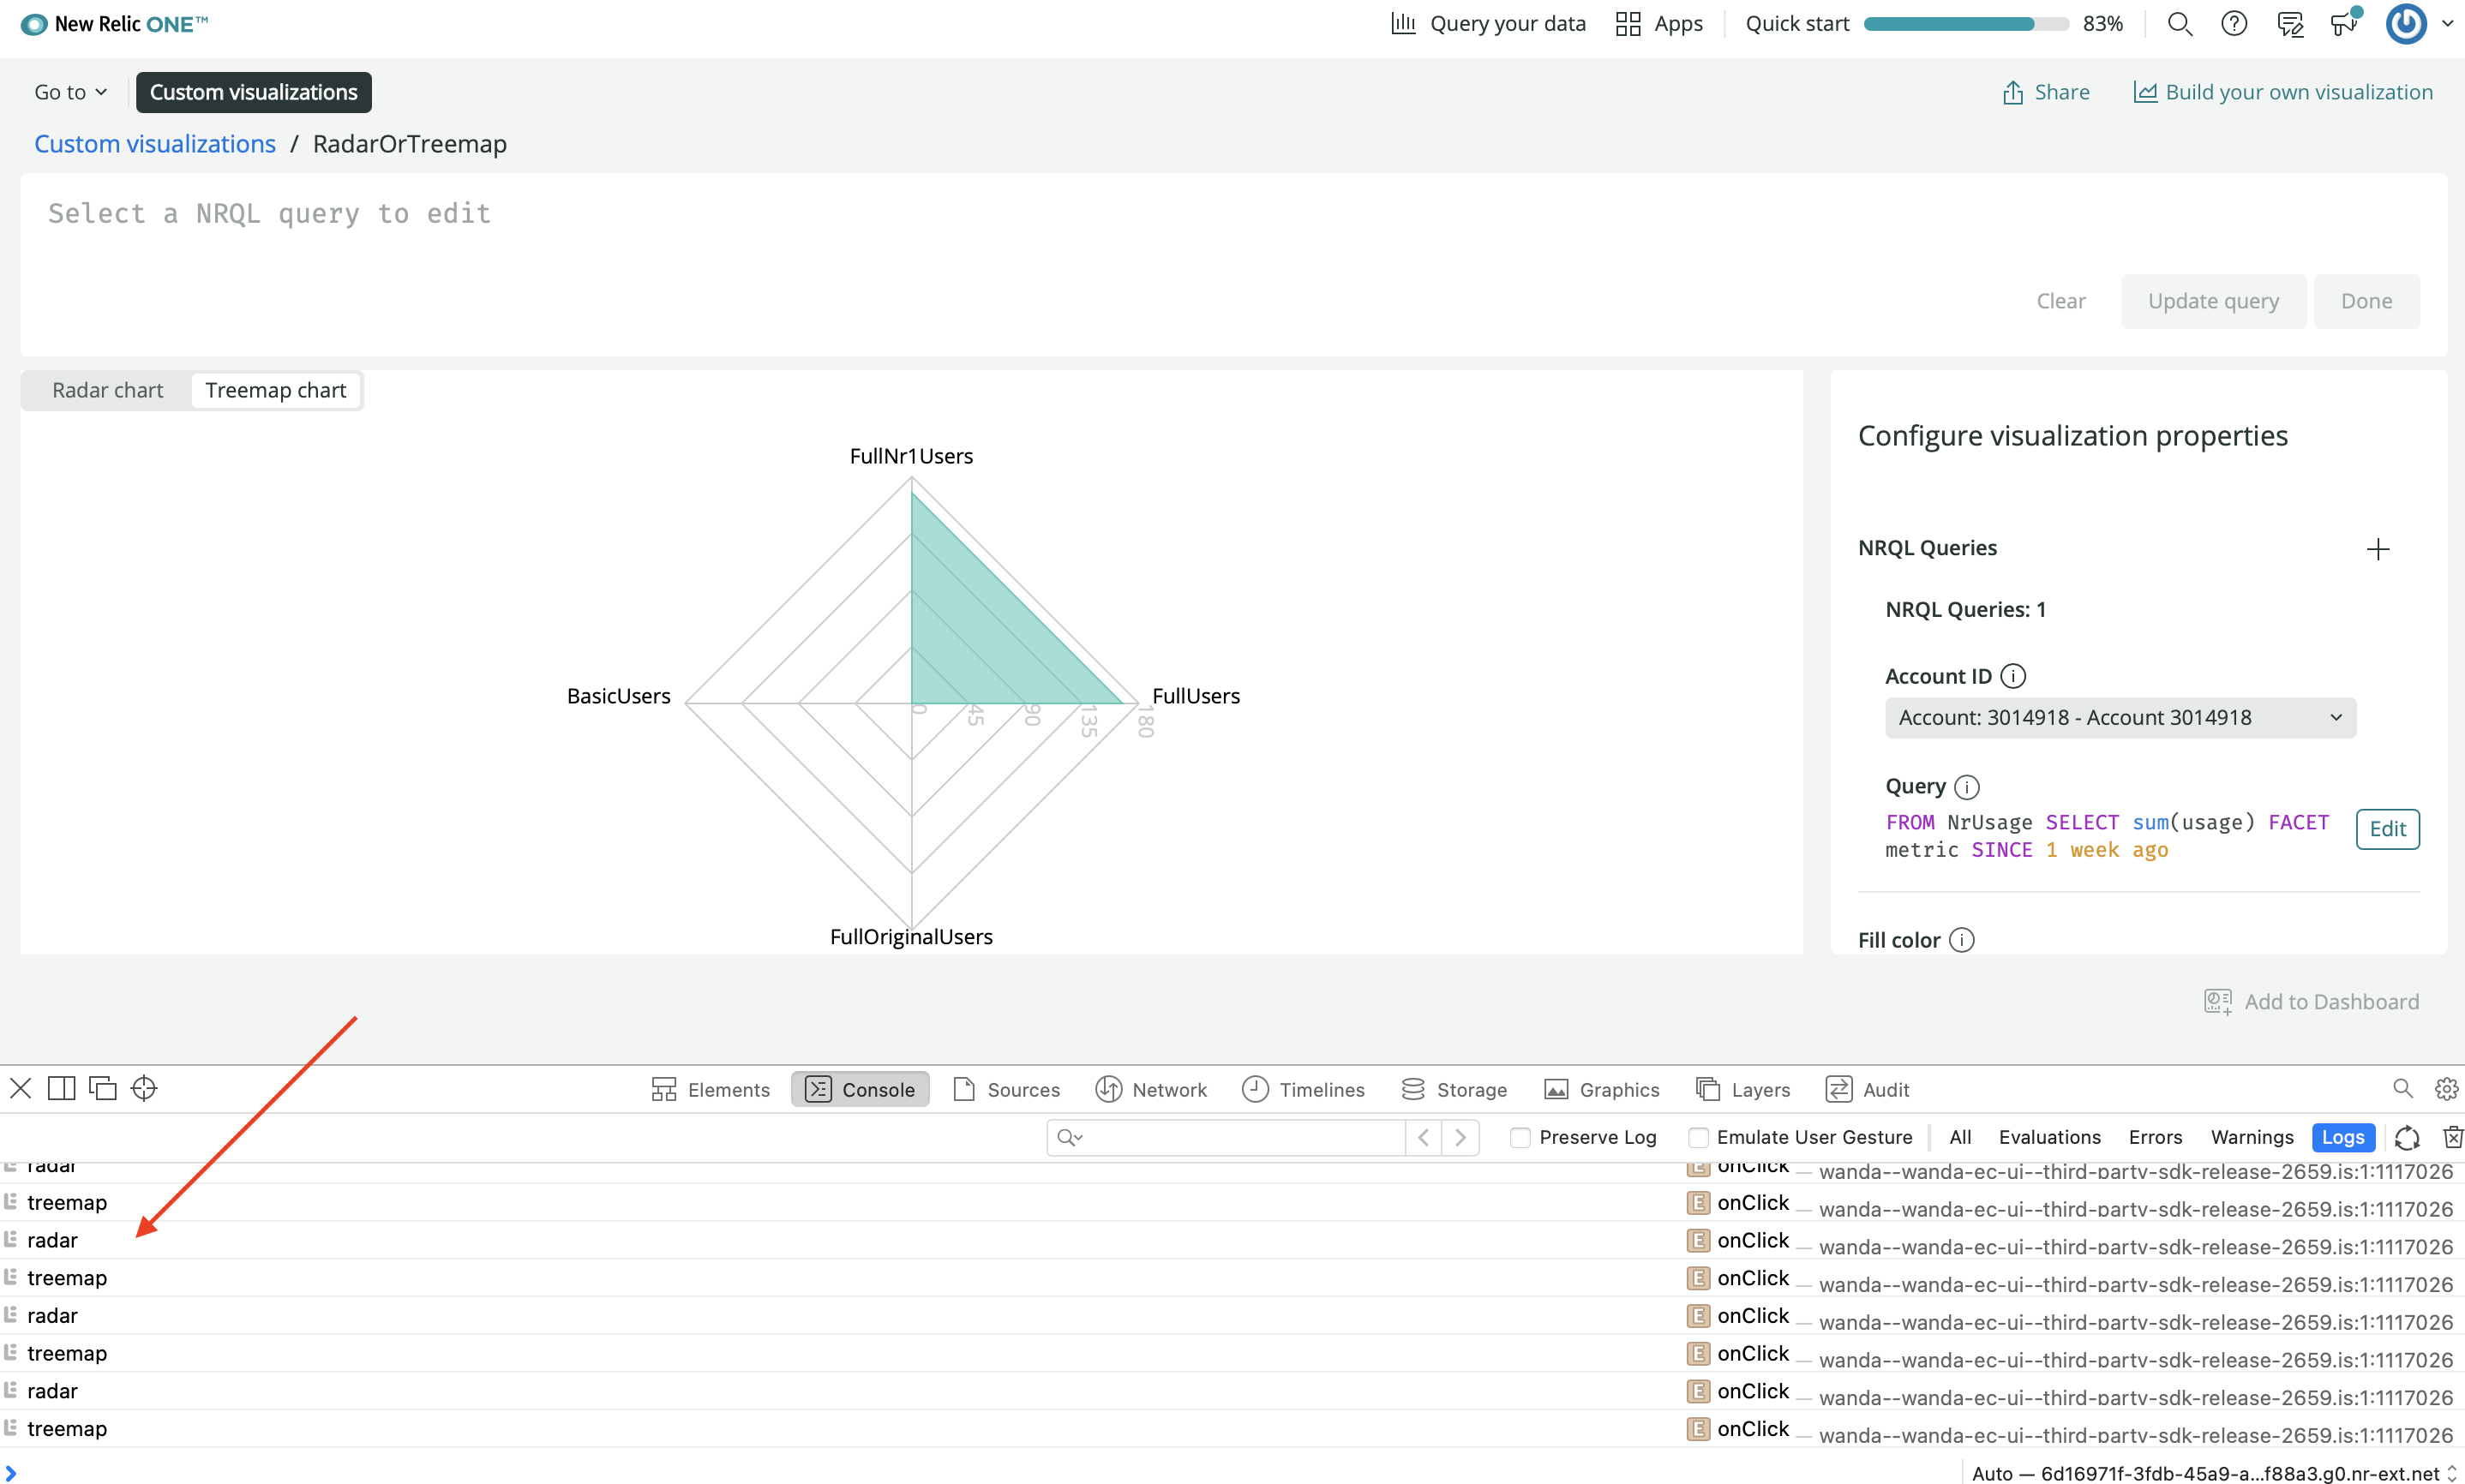 New Relic ONE™
Query your data
Apps
Quick start
83%
Go to
Custom visualizations
Share
Build your own visualization
Custom visualizations / RadarOrTreemap
Select a NRQL query to edit
Clear
Update query
Done
Radar chart
Treemap chart
FullNr1Users
BasicUsers
FullUsers
0
45
90
135
180
FullOriginalUsers
Configure visualization properties
NRQL Queries
NRQL Queries: 1
Account ID
Account: 3014918 - Account 3014918
Query
FROM NrUsage SELECT sum(usage) FACET
metric SINCE 1 week ago
Edit
Fill color
Add to Dashboard
Elements
Console
Sources
Network
Timelines
Storage
Graphics
Layers
Audit
Preserve Log
Emulate User Gesture
All
Evaluations
Errors
Warnings
Logs
radar
E onClick — wanda--wanda-ec-ui--third-party-sdk-release-2659.js:1:1117026
treemap
E onClick — wanda--wanda-ec-ui--third-party-sdk-release-2659.js:1:1117026
radar
E onClick — wanda--wanda-ec-ui--third-party-sdk-release-2659.js:1:1117026
treemap
E onClick — wanda--wanda-ec-ui--third-party-sdk-release-2659.js:1:1117026
radar
E onClick — wanda--wanda-ec-ui--third-party-sdk-release-2659.js:1:1117026
treemap
E onClick — wanda--wanda-ec-ui--third-party-sdk-release-2659.js:1:1117026
radar
E onClick — wanda--wanda-ec-ui--third-party-sdk-release-2659.js:1:1117026
treemap
E onClick — wanda--wanda-ec-ui--third-party-sdk-release-2659.js:1:1117026
Auto — 6d16971f-3fdb-45a9-a...f88a3.g0.nr-ext.net